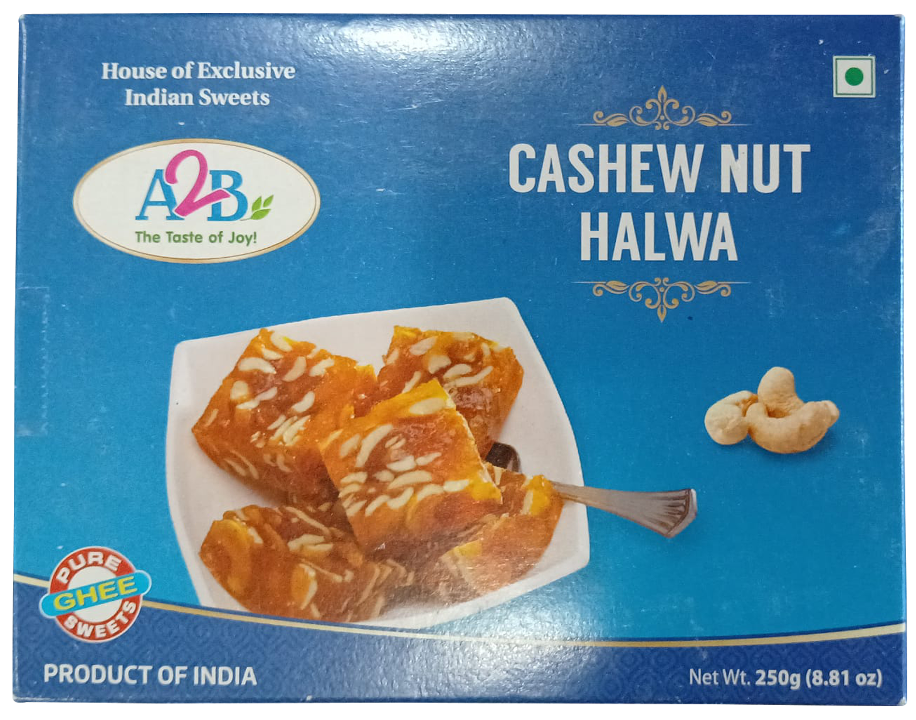 House of Exclusive
Indian Sweets
A2B
The Taste of Joy!
CASHEW NUT
HALWA
PURE
GHEE
SWEETS
PRODUCT OF INDIA
Net Wt. 250g (8.81 oz)